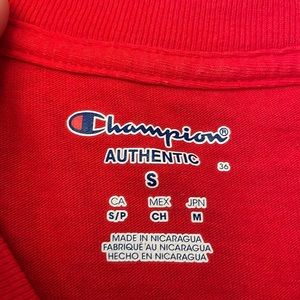 Champion®
AUTHENTIC
36
S
CA MEX JPN
S/P CH M
MADE IN NICARAGUA
FABRIQUÉ AU NICARAGUA
HECHO EN NICARAGUA